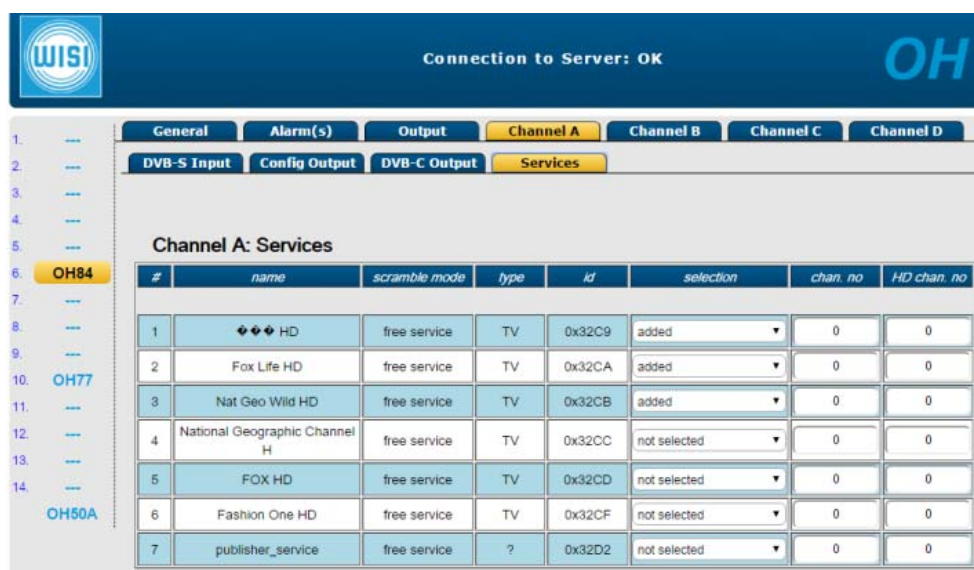 WISI
Connection to Server: OK
OH
General Alarm(s) Output Channel A Channel B Channel C Channel D
DVB-S Input Config Output DVB-C Output Services
1. ---
2. ---
3. ---
4. ---
5. ---
6. OH84
7. ---
8. ---
9. ---
10. OH77
11. ---
12. ---
13. ---
14. ---
OH50A
Channel A: Services
# name scramble mode type id selection chan. no HD chan. no
1 ��� HD free service TV 0x32C9 added 0 0
2 Fox Life HD free service TV 0x32CA added 0 0
3 Nat Geo Wild HD free service TV 0x32CB added 0 0
4 National Geographic Channel H free service TV 0x32CC not selected 0 0
5 FOX HD free service TV 0x32CD not selected 0 0
6 Fashion One HD free service TV 0x32CF not selected 0 0
7 publisher_service free service ? 0x32D2 not selected 0 0